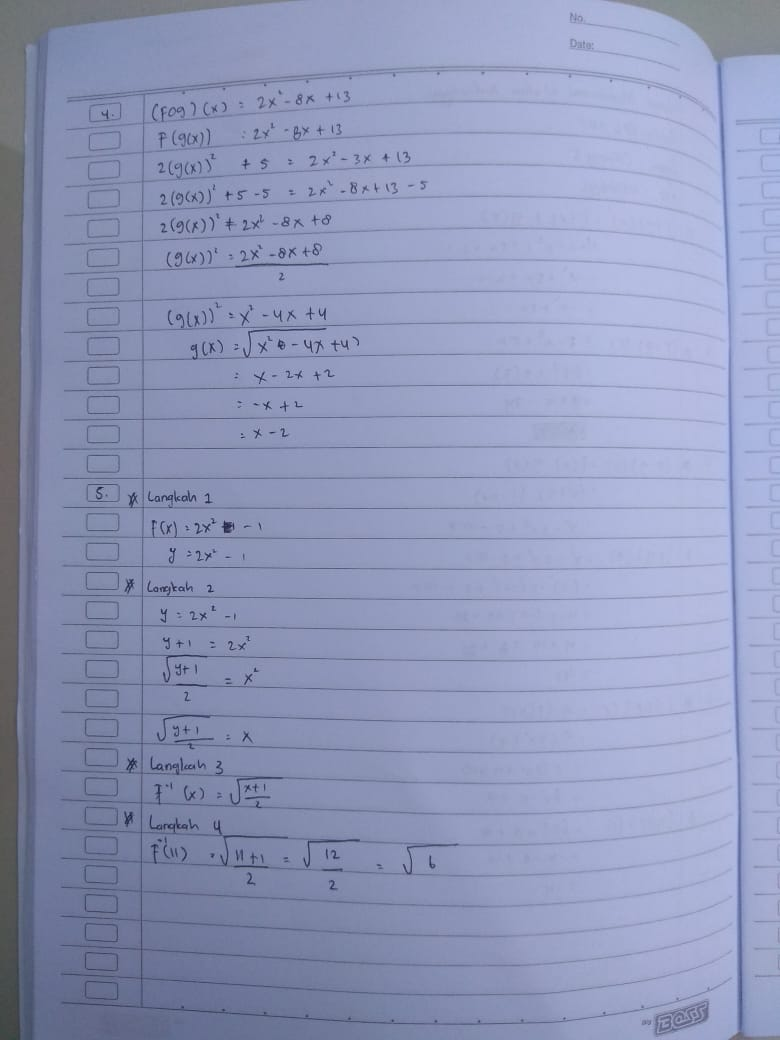 No.
Date:
4. (fog)(x) = 2x² - 8x + 13
f(g(x)) : 2x² - 8x + 13
2(g(x))² + 5 = 2x² - 3x + 13
2(g(x))² + 5 - 5 = 2x² - 8x + 13 - 5
2(g(x))² ≠ 2x² - 8x + 8
(g(x))² = 2x² - 8x + 8
2
(g(x))² = x² - 4x + 4
g(x) = √x² - 4x + 4)
= x - 2x + 2
= -x + 2
= x - 2
5. * Langkah 1
F(x) = 2x² - 1
y = 2x² - 1
* Langkah 2
y = 2x² - 1
y + 1 = 2x²
√y+1/2 = x²
√y+1/2 = x
* Langkah 3
F⁻¹(x) = √x+1/2
* Langkah 4
F⁻¹(11) = √11+1/2 = √12/2 = √6
by BOSS